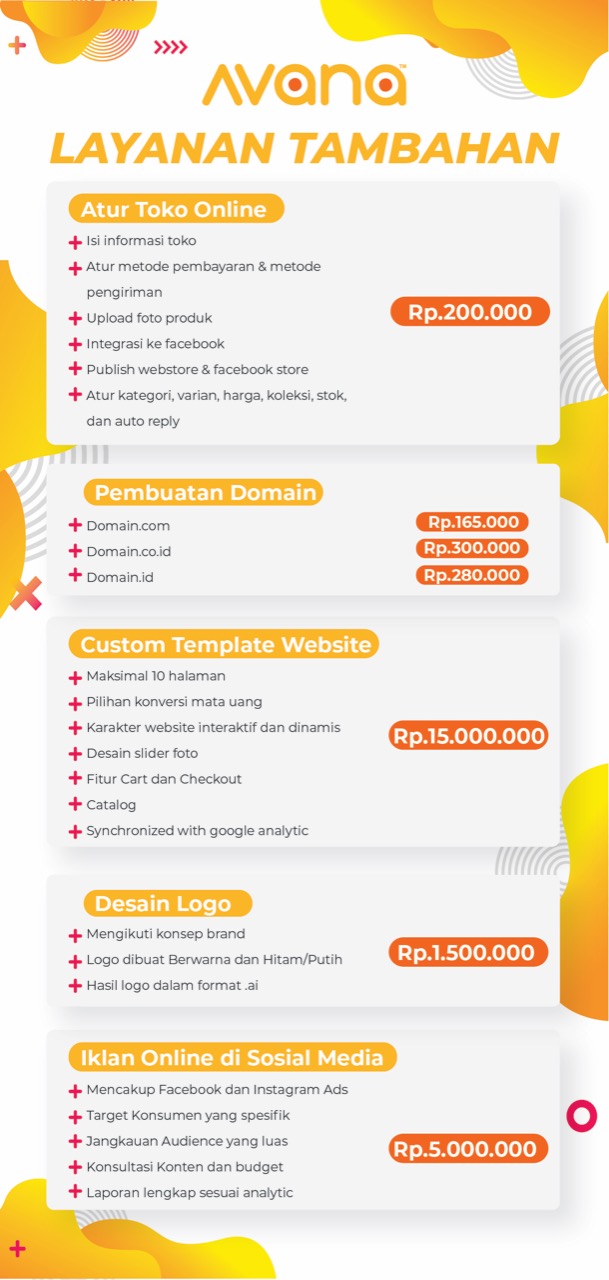 AVana™
LAYANAN TAMBAHAN
Atur Toko Online
Isi informasi toko
Atur metode pembayaran & metode
pengiriman
Upload foto produk
Integrasi ke facebook
Publish webstore & facebook store
Atur kategori, varian, harga, koleksi, stok,
dan auto reply
Rp.200.000
Pembuatan Domain
Domain.com Rp.165.000
Domain.co.id Rp.300.000
Domain.id Rp.280.000
Custom Template Website
Maksimal 10 halaman
Pilihan konversi mata uang
Karakter website interaktif dan dinamis
Desain slider foto
Fitur Cart dan Checkout
Catalog
Synchronized with google analytic
Rp.15.000.000
Desain Logo
Mengikuti konsep brand
Logo dibuat Berwarna dan Hitam/Putih
Hasil logo dalam format .ai
Rp.1.500.000
Iklan Online di Sosial Media
Mencakup Facebook dan Instagram Ads
Target Konsumen yang spesifik
Jangkauan Audience yang luas
Konsultasi Konten dan budget
Laporan lengkap sesuai analytic
Rp.5.000.000